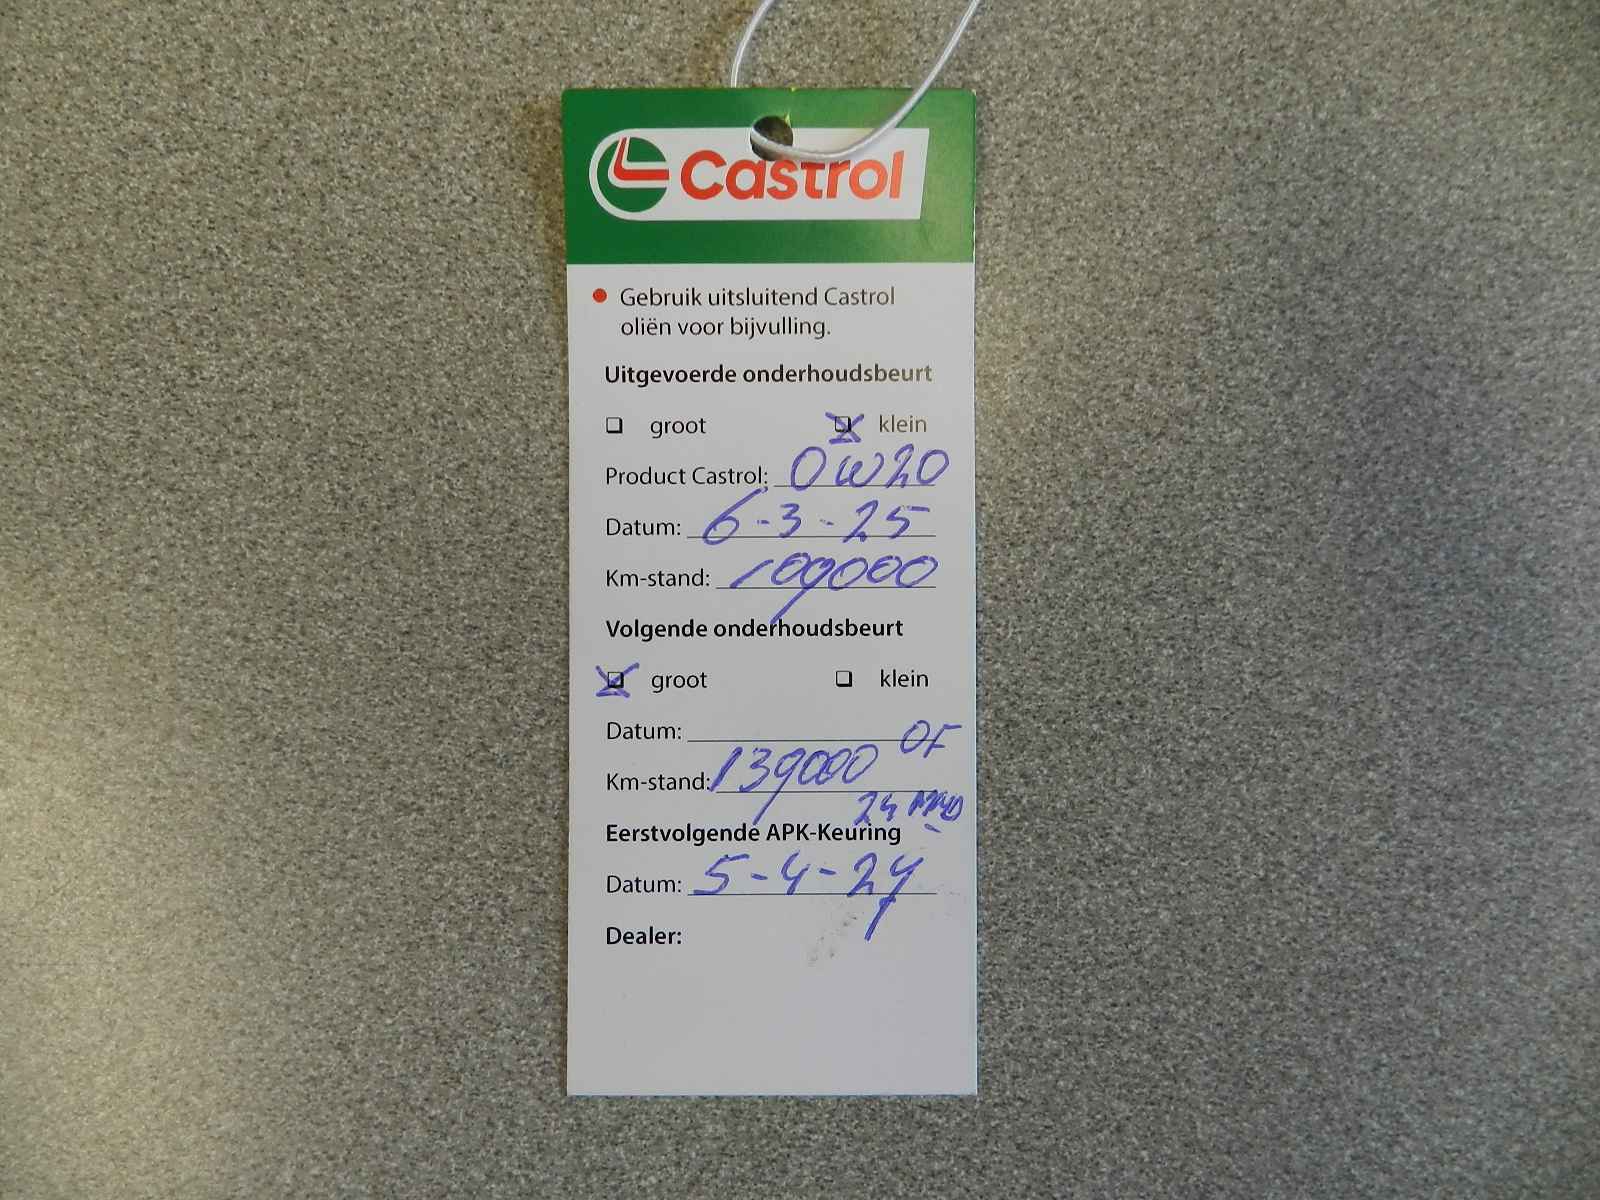 Castrol
Gebruik uitsluitend Castrol
oliën voor bijvulling.
Uitgevoerde onderhoudsbeurt
groot klein
Product Castrol: 0W20
Datum: 6-3-25
Km-stand: 109000
Volgende onderhoudsbeurt
groot klein
Datum:
Km-stand: 139000 OF
24 MND
Eerstvolgende APK-Keuring
Datum: 5-4-
Dealer: